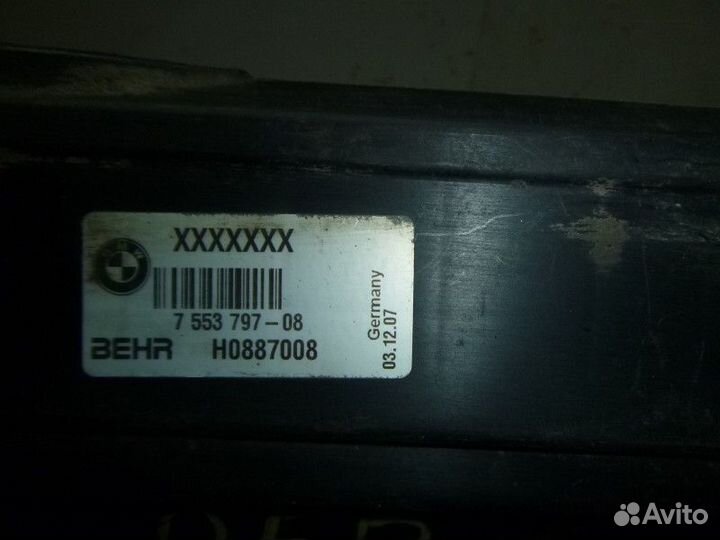 XXXXXXX
7 553 797-08
BEHR H0887008
Germany
03.12.07
Avito